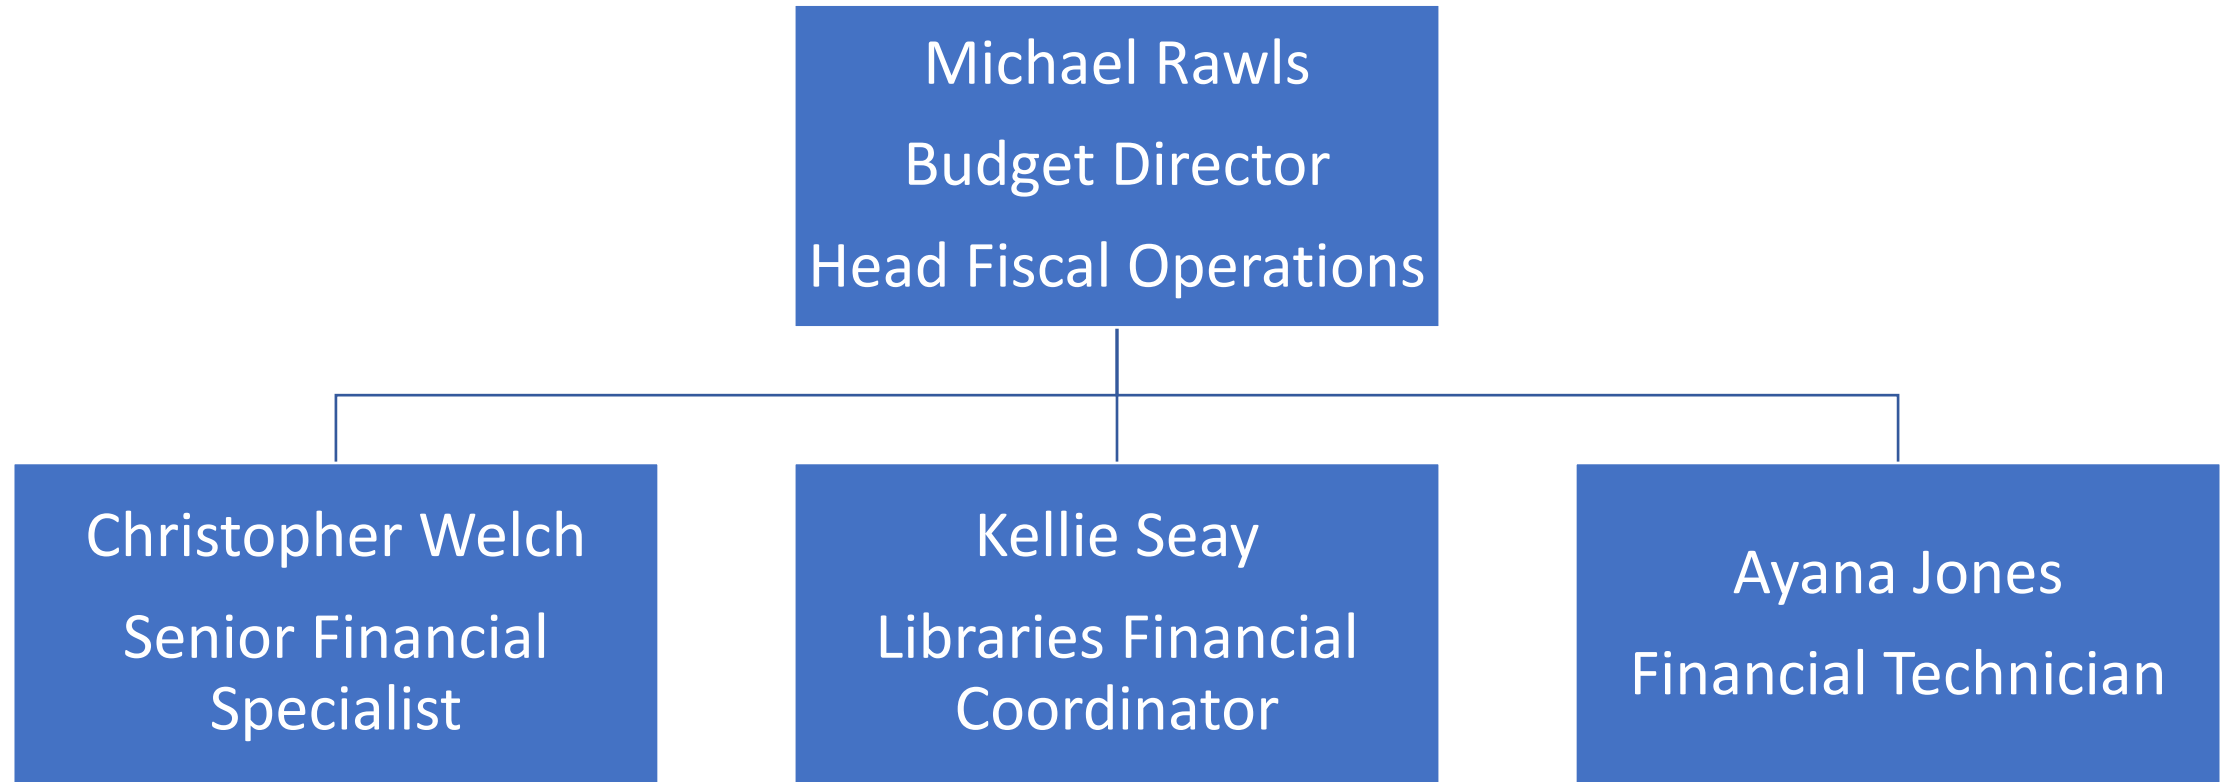 Michael Rawls
Budget Director
Head Fiscal Operations
Christopher Welch
Senior Financial
Specialist
Kellie Seay
Libraries Financial
Coordinator
Ayana Jones
Financial Technician